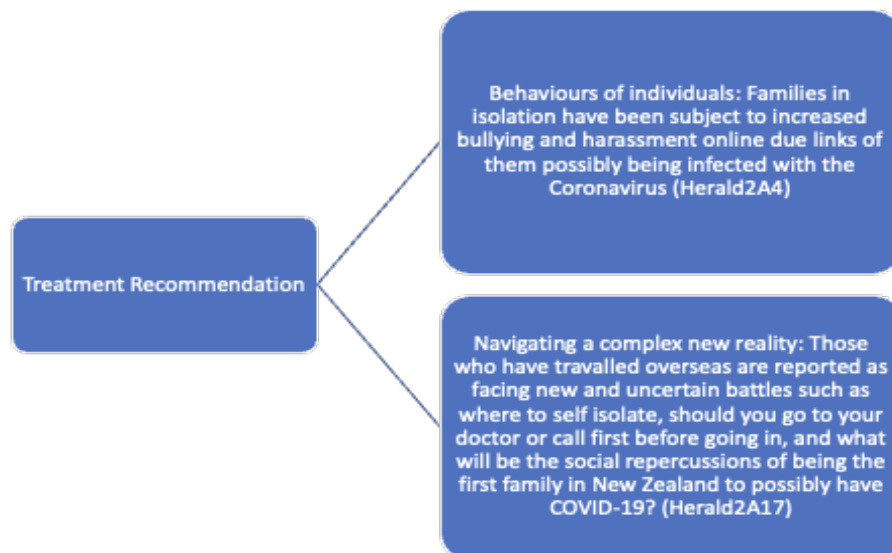 Behaviours of individuals: Families in
isolation have been subject to increased
bullying and harassment online due links of
them possibly being infected with the
Coronavirus (Herald2A4)
Treatment Recommendation
Navigating a complex new reality: Those
who have travalled overseas are reported as
facing new and uncertain battles such as
where to self isolate, should you go to your
doctor or call first before going in, and what
will be the social repercussions of being the
first family in New Zealand to possibly have
COVID-19? (Herald2A17)